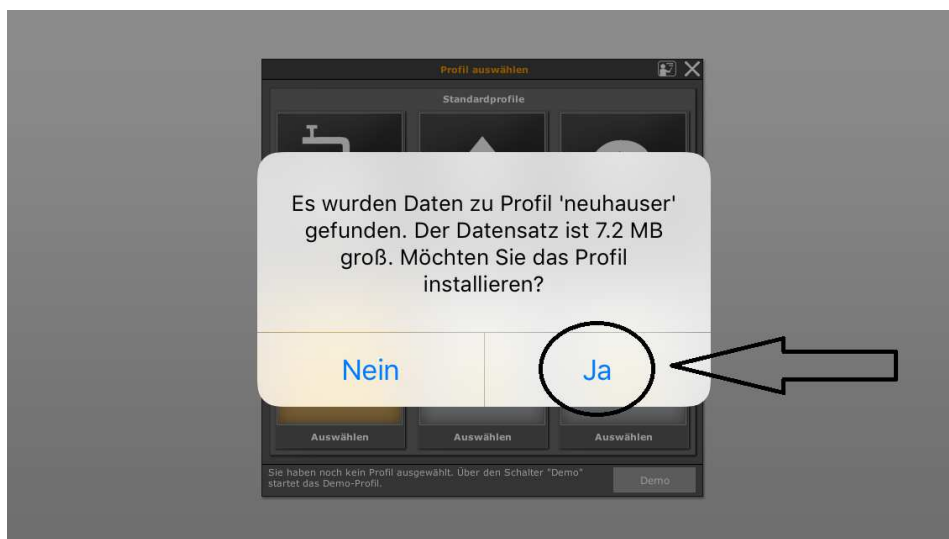 Profil auswählen
Standardprofile
Es wurden Daten zu Profil 'neuhauser'
gefunden. Der Datensatz ist 7.2 MB
groß. Möchten Sie das Profil
installieren?
Nein
Ja
Auswählen
Auswählen
Auswählen
Sie haben noch kein Profil ausgewählt. Über den Schalter "Demo"
startet das Demo-Profil.
Demo